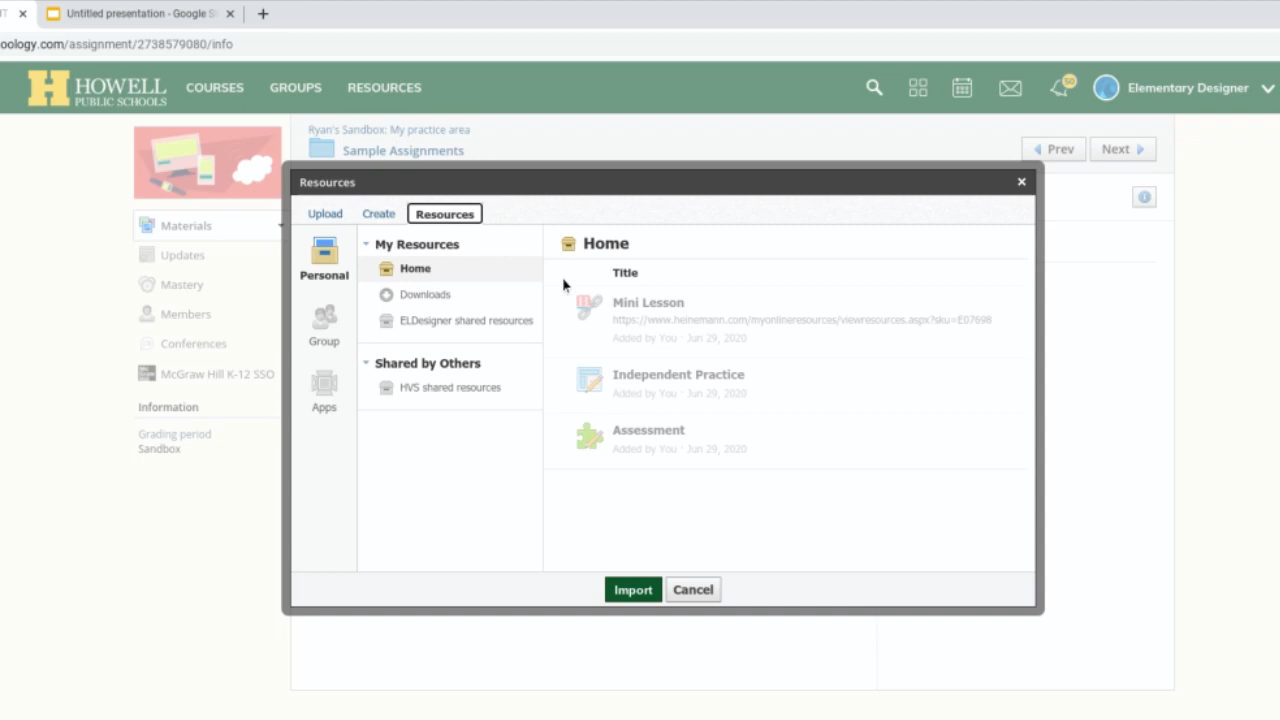 Untitled presentation - Google S
oology.com/assignment/2738579080/info
H HOWELL
PUBLIC SCHOOLS
COURSES
GROUPS
RESOURCES
50
Elementary Designer
Ryan's Sandbox: My practice area
Sample Assignments
Prev
Next
Materials
Updates
Mastery
Members
Conferences
McGraw Hill K-12 SSO
Information
Grading period
Sandbox
Resources
Upload
Create
Resources
Personal
Group
Apps
My Resources
Home
Downloads
ELDesigner shared resources
Shared by Others
HVS shared resources
Home
Title
Mini Lesson
https://www.heinemann.com/myonlineresources/viewresources.aspx?sku=E07698
Added by You · Jun 29, 2020
Independent Practice
Added by You · Jun 29, 2020
Assessment
Added by You · Jun 29, 2020
Import
Cancel